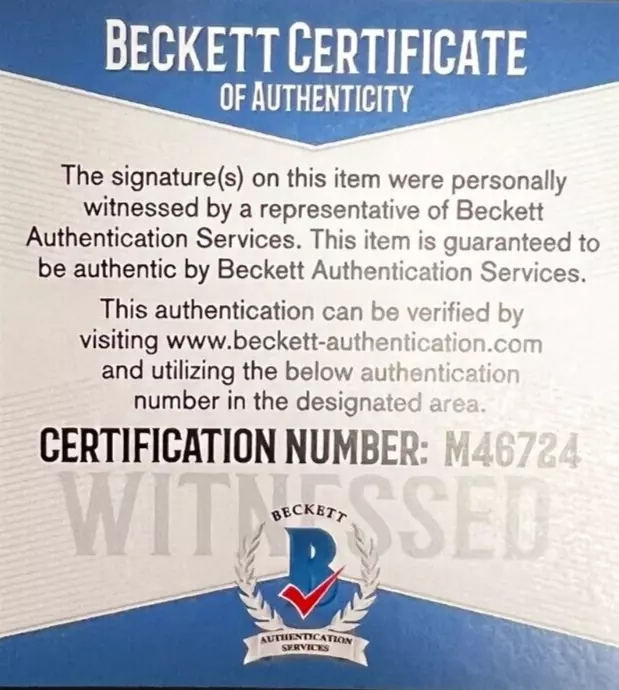 BECKETT CERTIFICATE
OF AUTHENTICITY
The signature(s) on this item were personally
witnessed by a representative of Beckett
Authentication Services. This item is guaranteed to
be authentic by Beckett Authentication Services.
This authentication can be verified by
visiting www.beckett-authentication.com
and utilizing the below authentication
number in the designated area.
CERTIFICATION NUMBER: M46724
WITNESSED
BECKETT
B
AUTHENTICATION
SERVICES